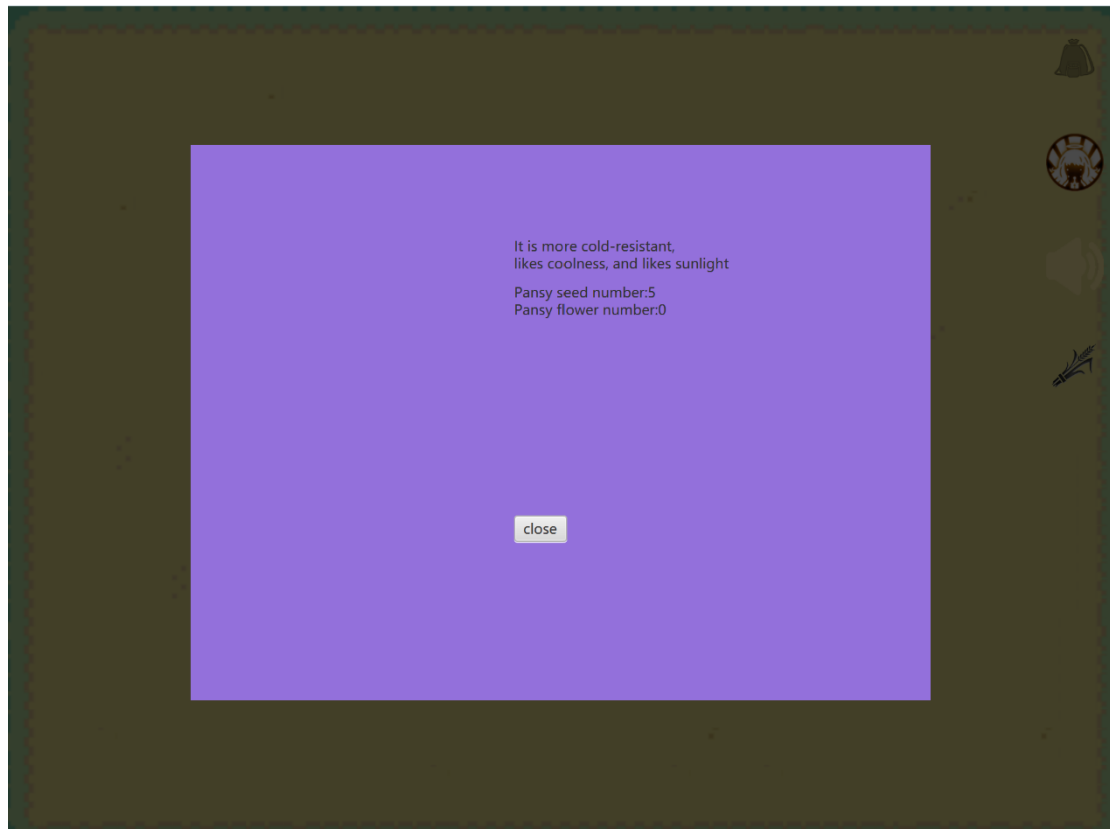 It is more cold-resistant,
likes coolness, and likes sunlight
Pansy seed number:5
Pansy flower number:0
close